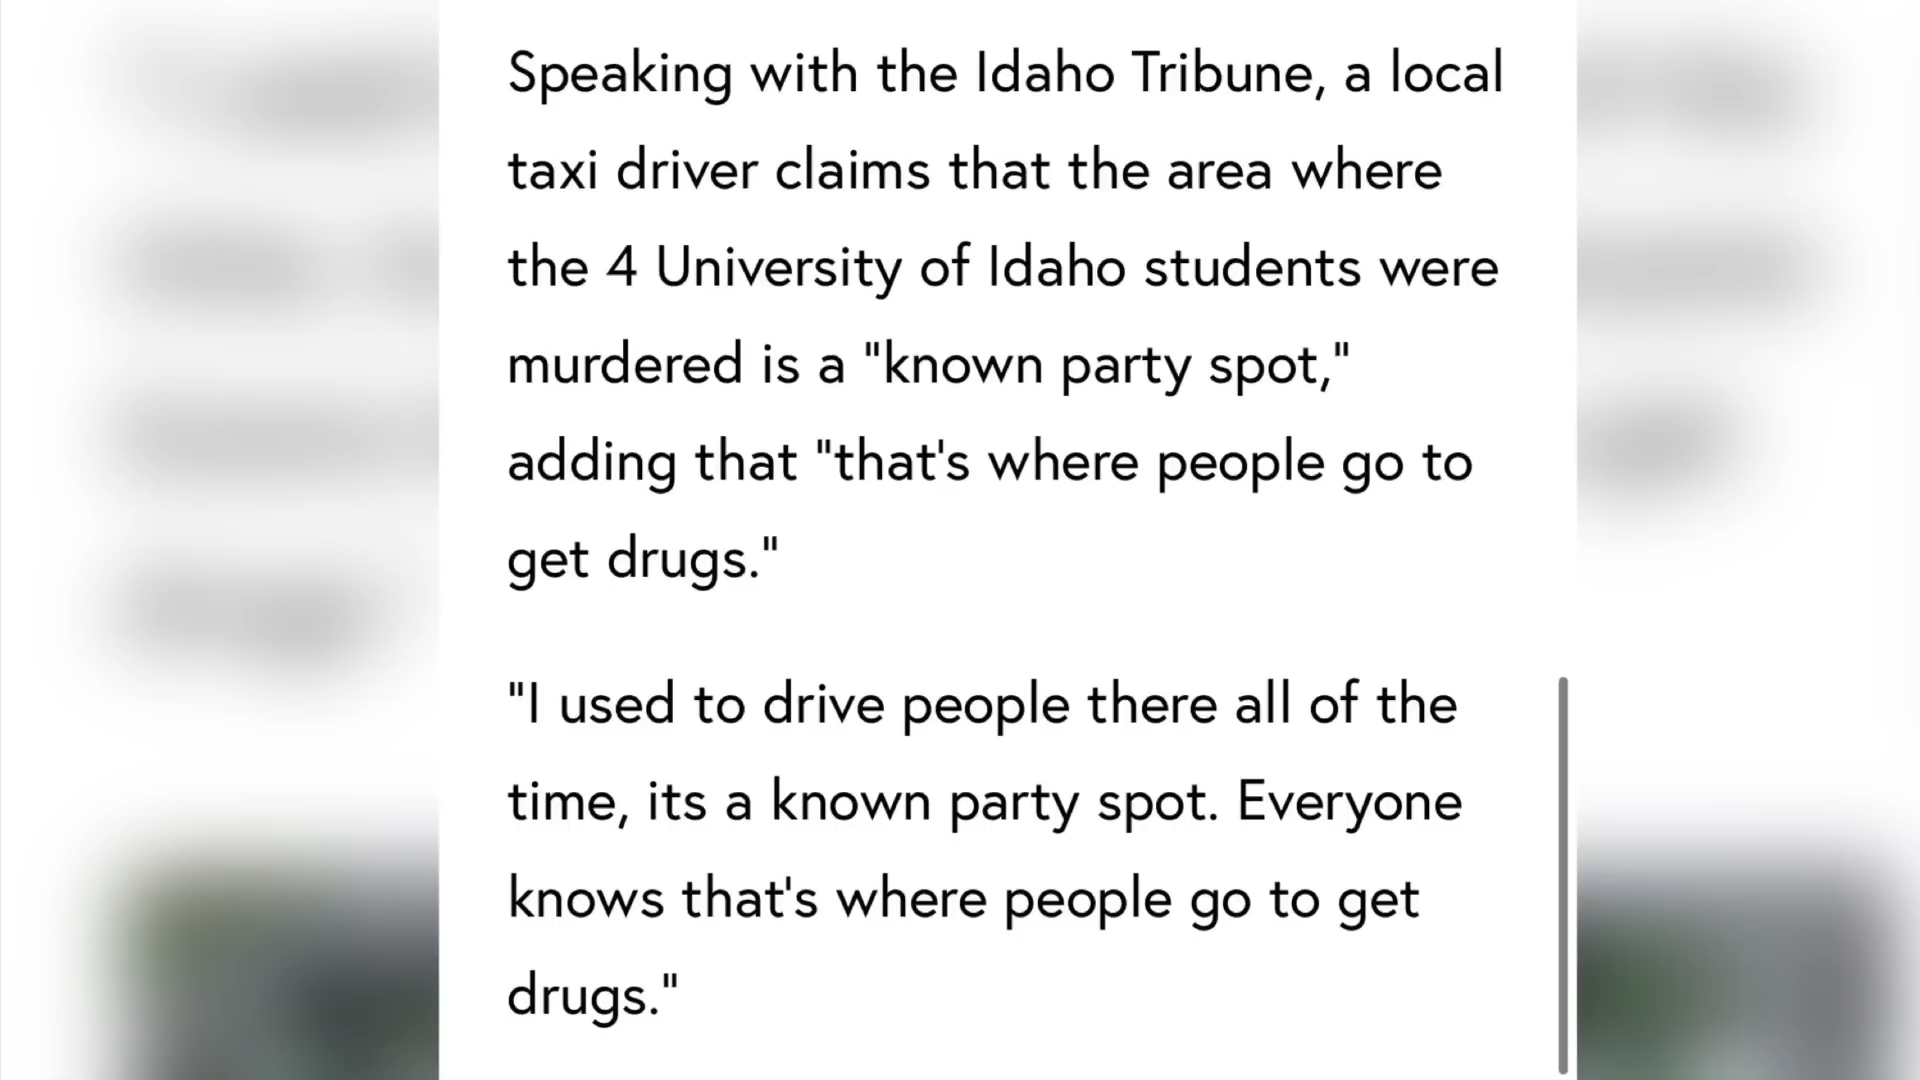 Speaking with the Idaho Tribune, a local
taxi driver claims that the area where
the 4 University of Idaho students were
murdered is a "known party spot,"
adding that "that's where people go to
get drugs."
"I used to drive people there all of the
time, its a known party spot. Everyone
knows that's where people go to get
drugs."